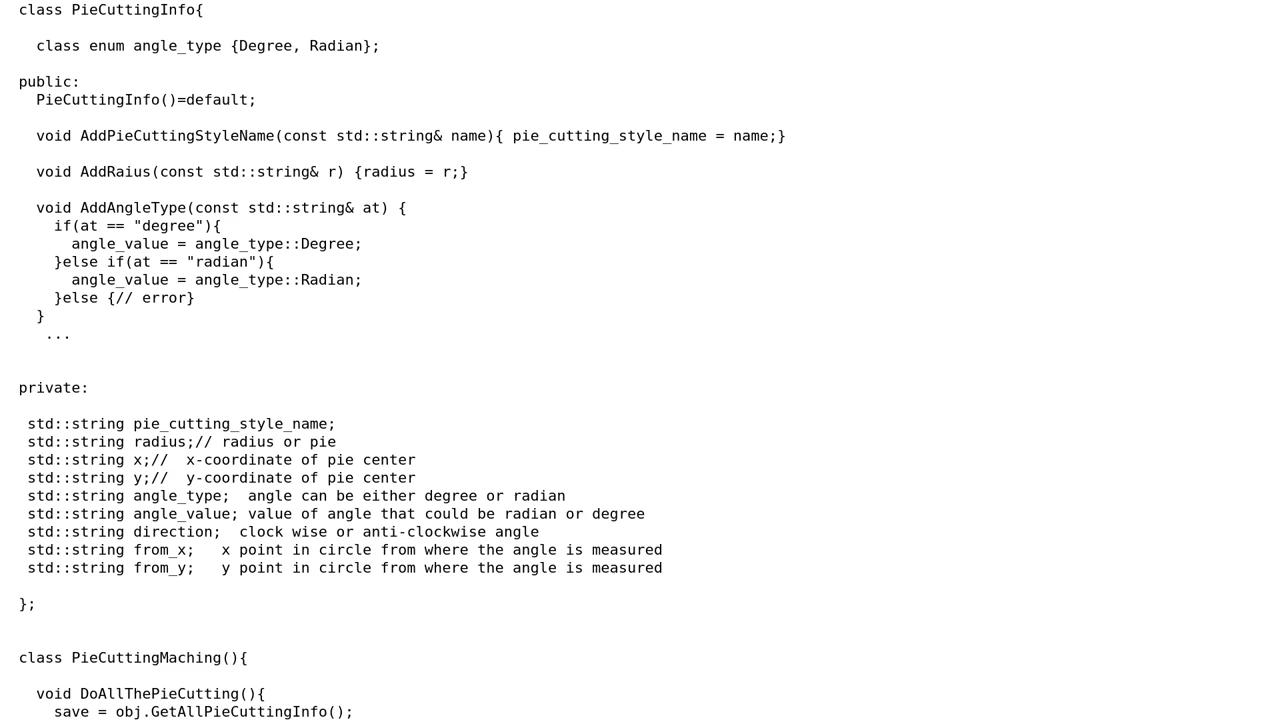 class PieCuttingInfo{
class enum angle_type {Degree, Radian};
public:
PieCuttingInfo()=default;
void AddPieCuttingStyleName(const std::string& name){ pie_cutting_style_name = name;}
void AddRaius(const std::string& r) {radius = r;}
void AddAngleType(const std::string& at) {
if(at == "degree"){
angle_value = angle_type::Degree;
}else if(at == "radian"){
angle_value = angle_type::Radian;
}else {// error}
}
...
private:
std::string pie_cutting_style_name;
std::string radius;// radius or pie
std::string x;//  x-coordinate of pie center
std::string y;//  y-coordinate of pie center
std::string angle_type;  angle can be either degree or radian
std::string angle_value; value of angle that could be radian or degree
std::string direction;  clock wise or anti-clockwise angle
std::string from_x;   x point in circle from where the angle is measured
std::string from_y;   y point in circle from where the angle is measured
};
class PieCuttingMaching(){
void DoAllThePieCutting(){
save = obj.GetAllPieCuttingInfo();